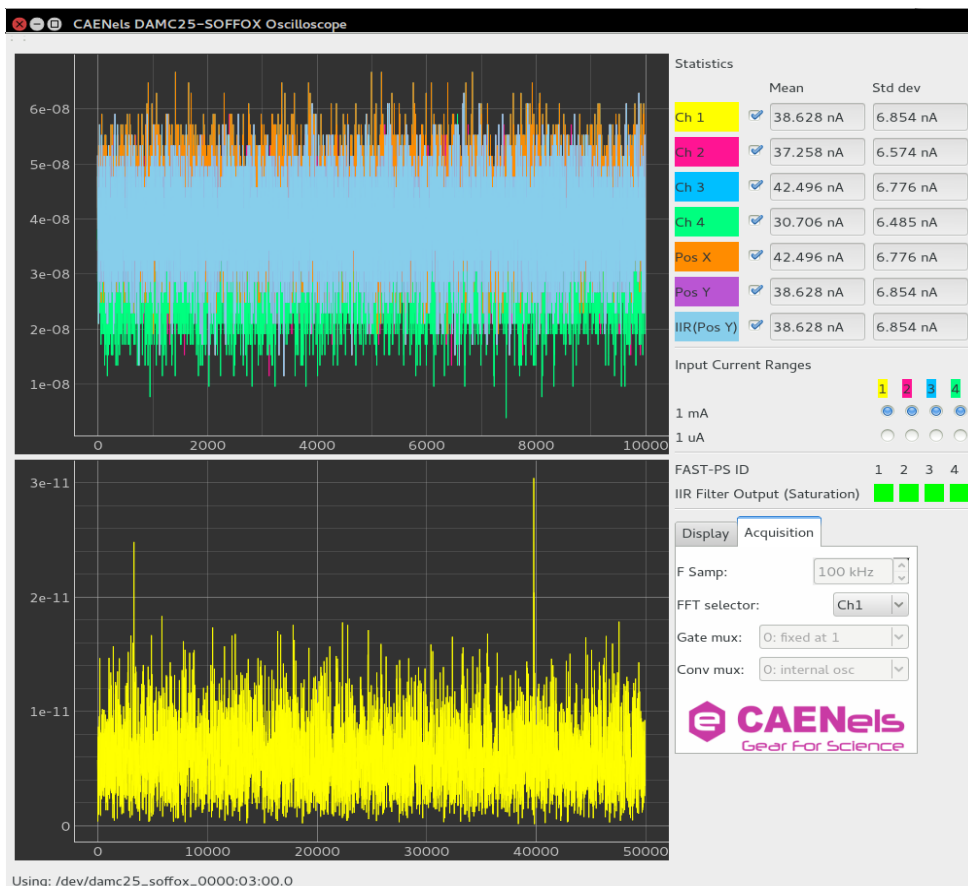 CAENels DAMC25-SOFFOX Oscilloscope
6e-08
5e-08
4e-08
3e-08
2e-08
1e-08
0 2000 4000 6000 8000 10000
3e-11
2e-11
1e-11
0
0 10000 20000 30000 40000 50000
Statistics
Mean Std dev
Ch 1 38.628 nA 6.854 nA
Ch 2 37.258 nA 6.574 nA
Ch 3 42.496 nA 6.776 nA
Ch 4 30.706 nA 6.485 nA
Pos X 42.496 nA 6.776 nA
Pos Y 38.628 nA 6.854 nA
IIR(Pos Y) 38.628 nA 6.854 nA
Input Current Ranges
1 2 3 4
1 mA
1 uA
FAST-PS ID 1 2 3 4
IIR Filter Output (Saturation)
Display Acquisition
F Samp: 100 kHz
FFT selector: Ch1
Gate mux: 0: fixed at 1
Conv mux: 0: internal osc
CAENels
Gear For Science
Using: /dev/damc25_soffox_0000:03:00.0